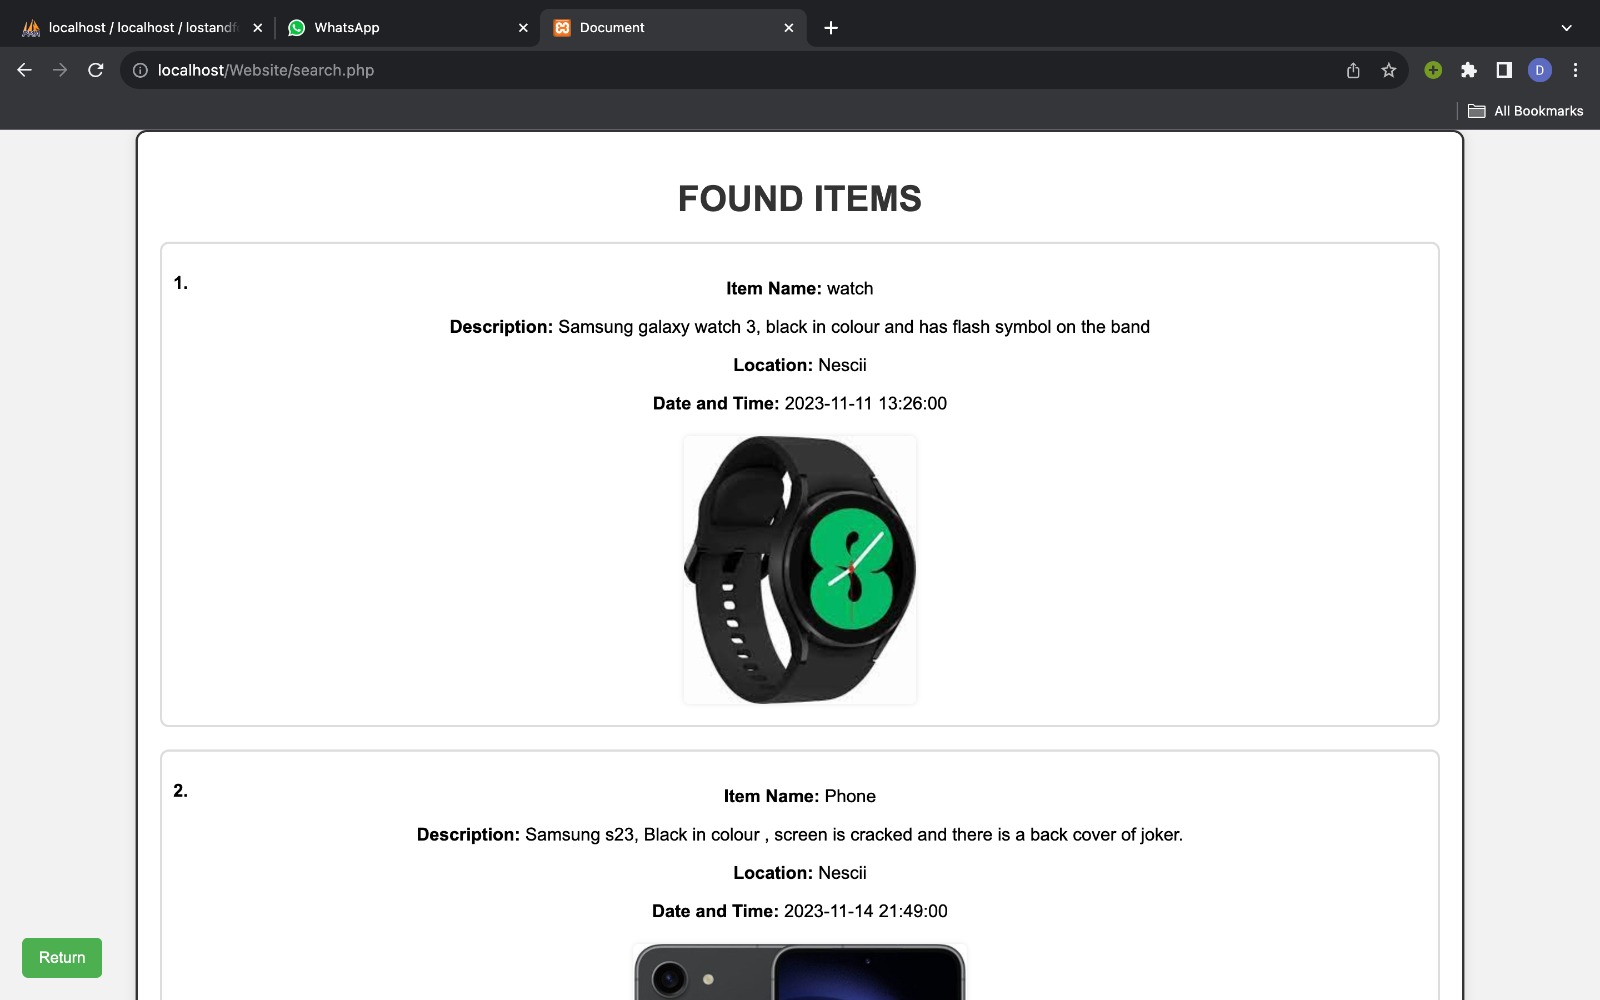 localhost / localhost / lostandf
WhatsApp
Document
localhost/Website/search.php
D
All Bookmarks
FOUND ITEMS
1.
Item Name: watch
Description: Samsung galaxy watch 3, black in colour and has flash symbol on the band
Location: Nescii
Date and Time: 2023-11-11 13:26:00
2.
Item Name: Phone
Description: Samsung s23, Black in colour , screen is cracked and there is a back cover of joker.
Location: Nescii
Date and Time: 2023-11-14 21:49:00
Return